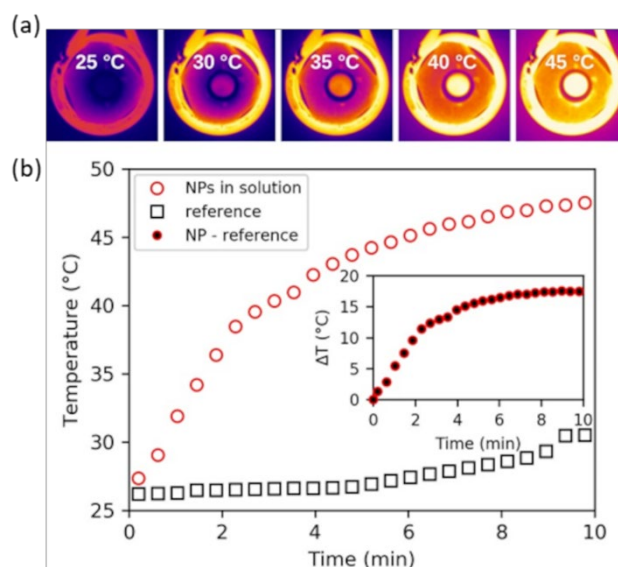 (a)
25 °C 30 °C 35 °C 40 °C 45 °C
(b)
50
45
40
35
30
25
Temperature (°C)
NPs in solution
reference
NP - reference
20
15
10
5
0
ΔT (°C)
0 2 4 6 8 10
Time (min)
0 2 4 6 8 10
Time (min)